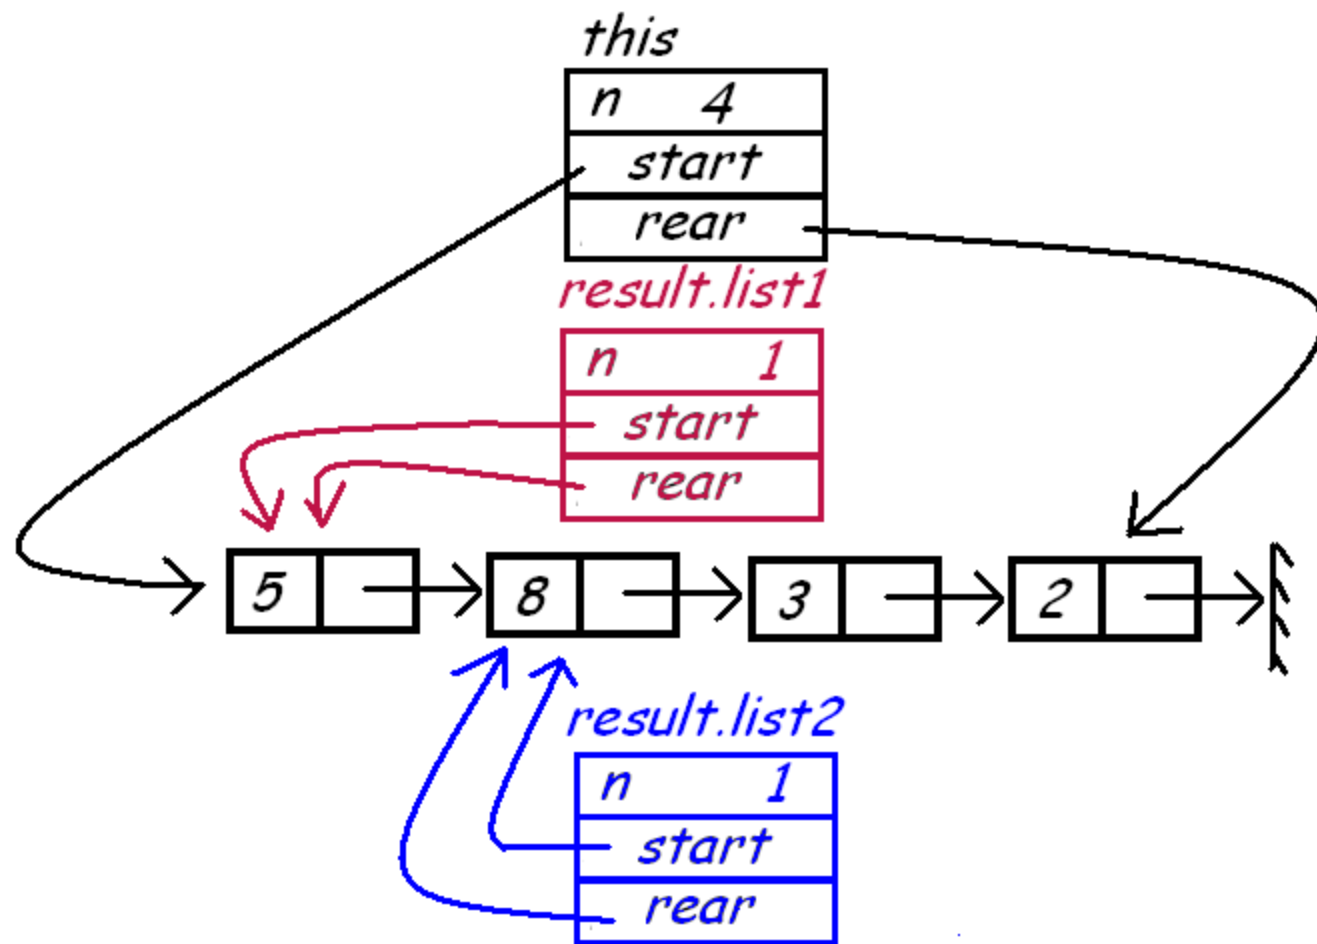 this
n 4
start
rear
result.list1
n 1
start
rear
5 8 3 2
result.list2
n 1
start
rear